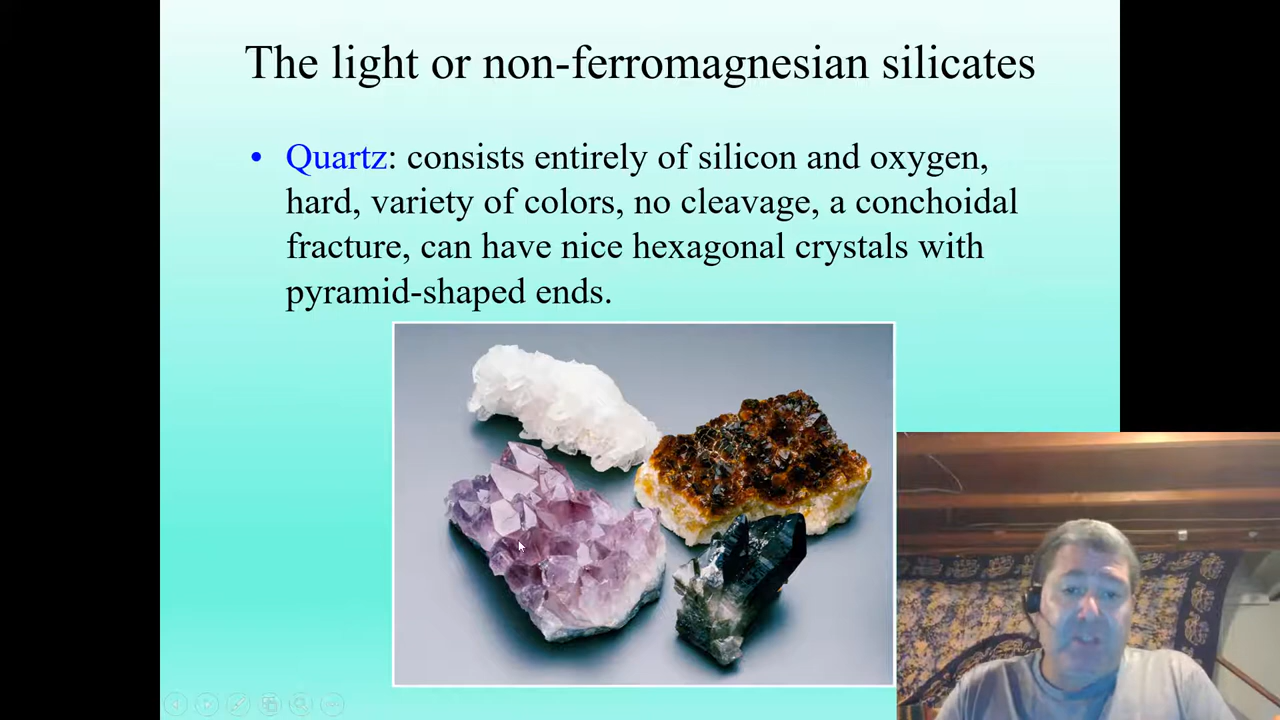 The light or non-ferromagnesian silicates
• Quartz: consists entirely of silicon and oxygen,
hard, variety of colors, no cleavage, a conchoidal
fracture, can have nice hexagonal crystals with
pyramid-shaped ends.